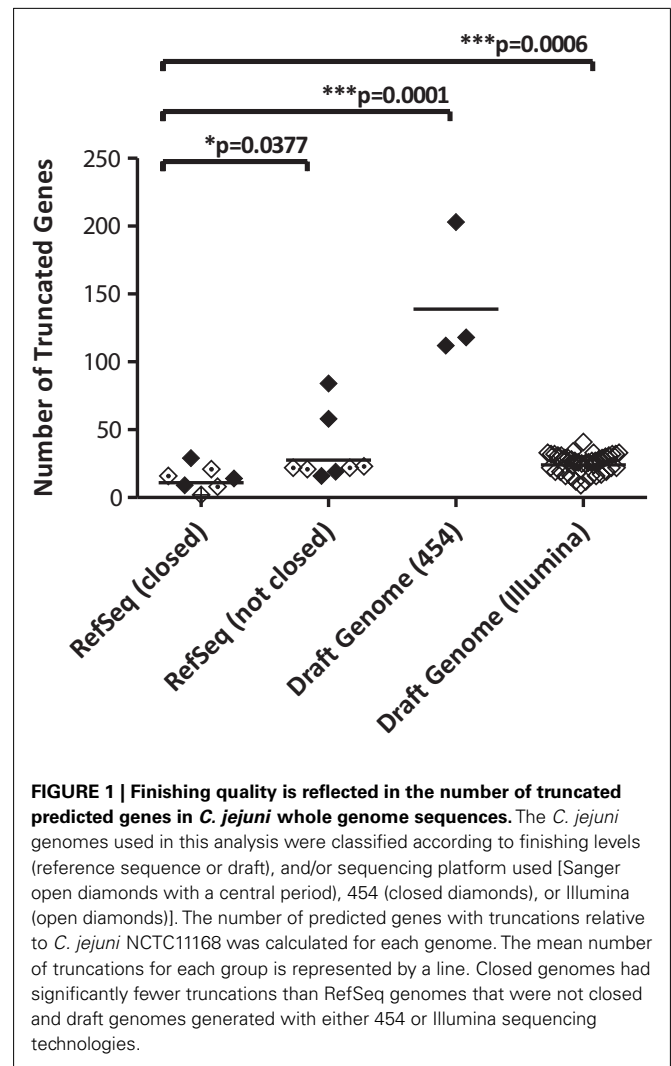 ***p=0.0006
***p=0.0001
*p=0.0377
Number of Truncated Genes
250
200
150
100
50
0
RefSeq (closed)
RefSeq (not closed)
Draft Genome (454)
Draft Genome (Illumina)
FIGURE 1 | Finishing quality is reflected in the number of truncated
predicted genes in C. jejuni whole genome sequences. The C. jejuni
genomes used in this analysis were classified according to finishing levels
(reference sequence or draft), and/or sequencing platform used [Sanger
open diamonds with a central period), 454 (closed diamonds), or Illumina
(open diamonds)]. The number of predicted genes with truncations relative
to C. jejuni NCTC11168 was calculated for each genome. The mean number
of truncations for each group is represented by a line. Closed genomes had
significantly fewer truncations than RefSeq genomes that were not closed
and draft genomes generated with either 454 or Illumina sequencing
technologies.